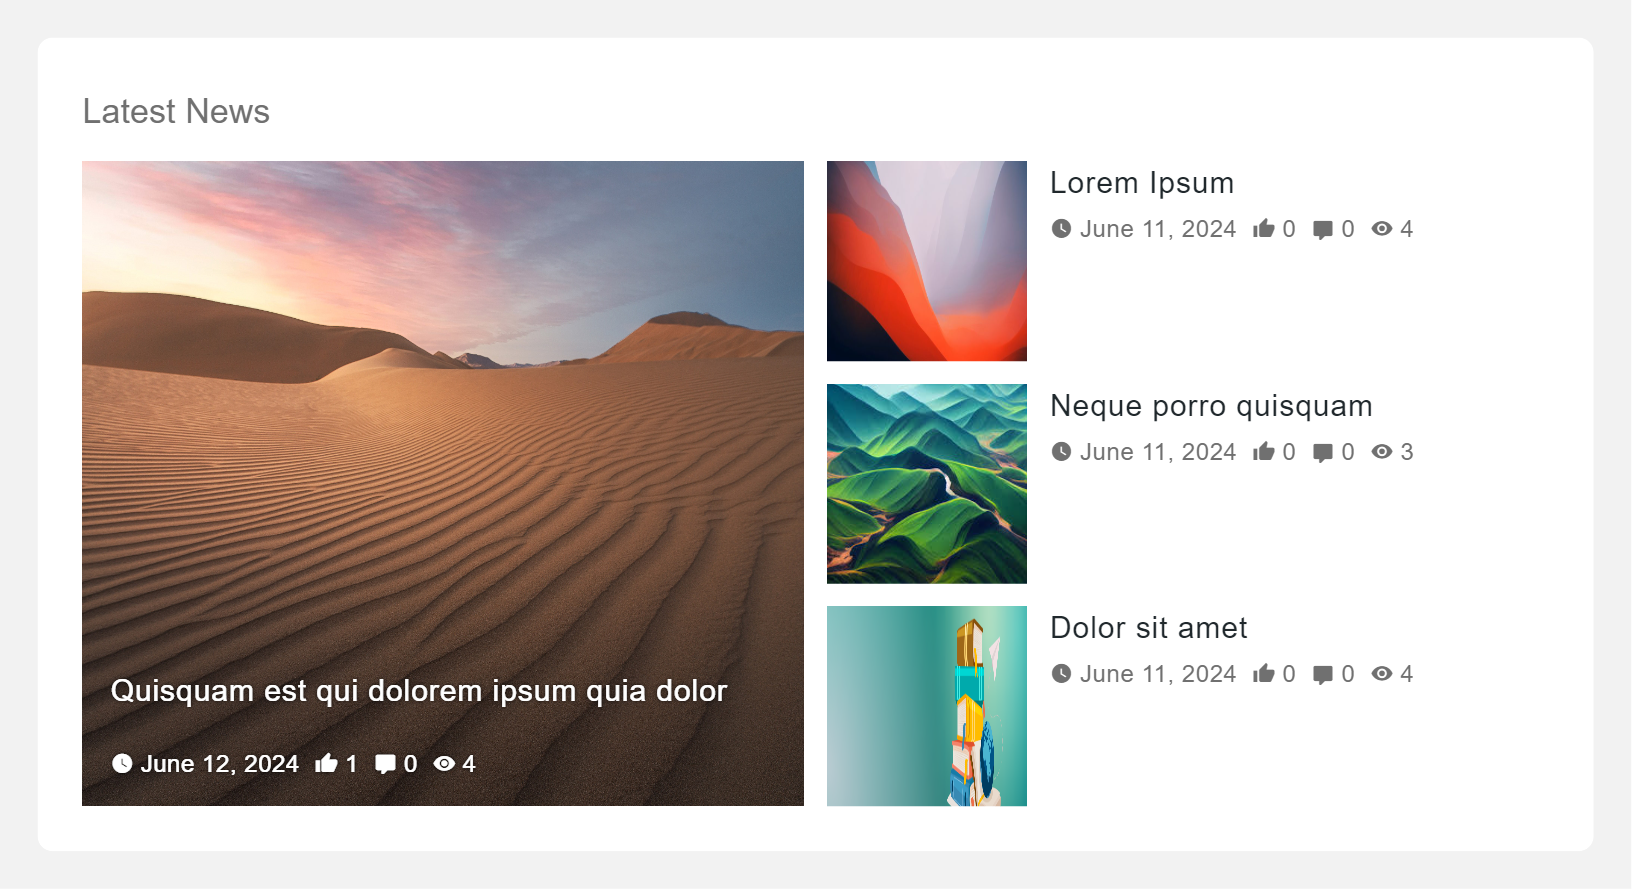 Latest News
Quisquam est qui dolorem ipsum quia dolor
June 12, 2024 1 0 4
Lorem Ipsum
June 11, 2024 0 0 4
Neque porro quisquam
June 11, 2024 0 0 3
Dolor sit amet
June 11, 2024 0 0 4